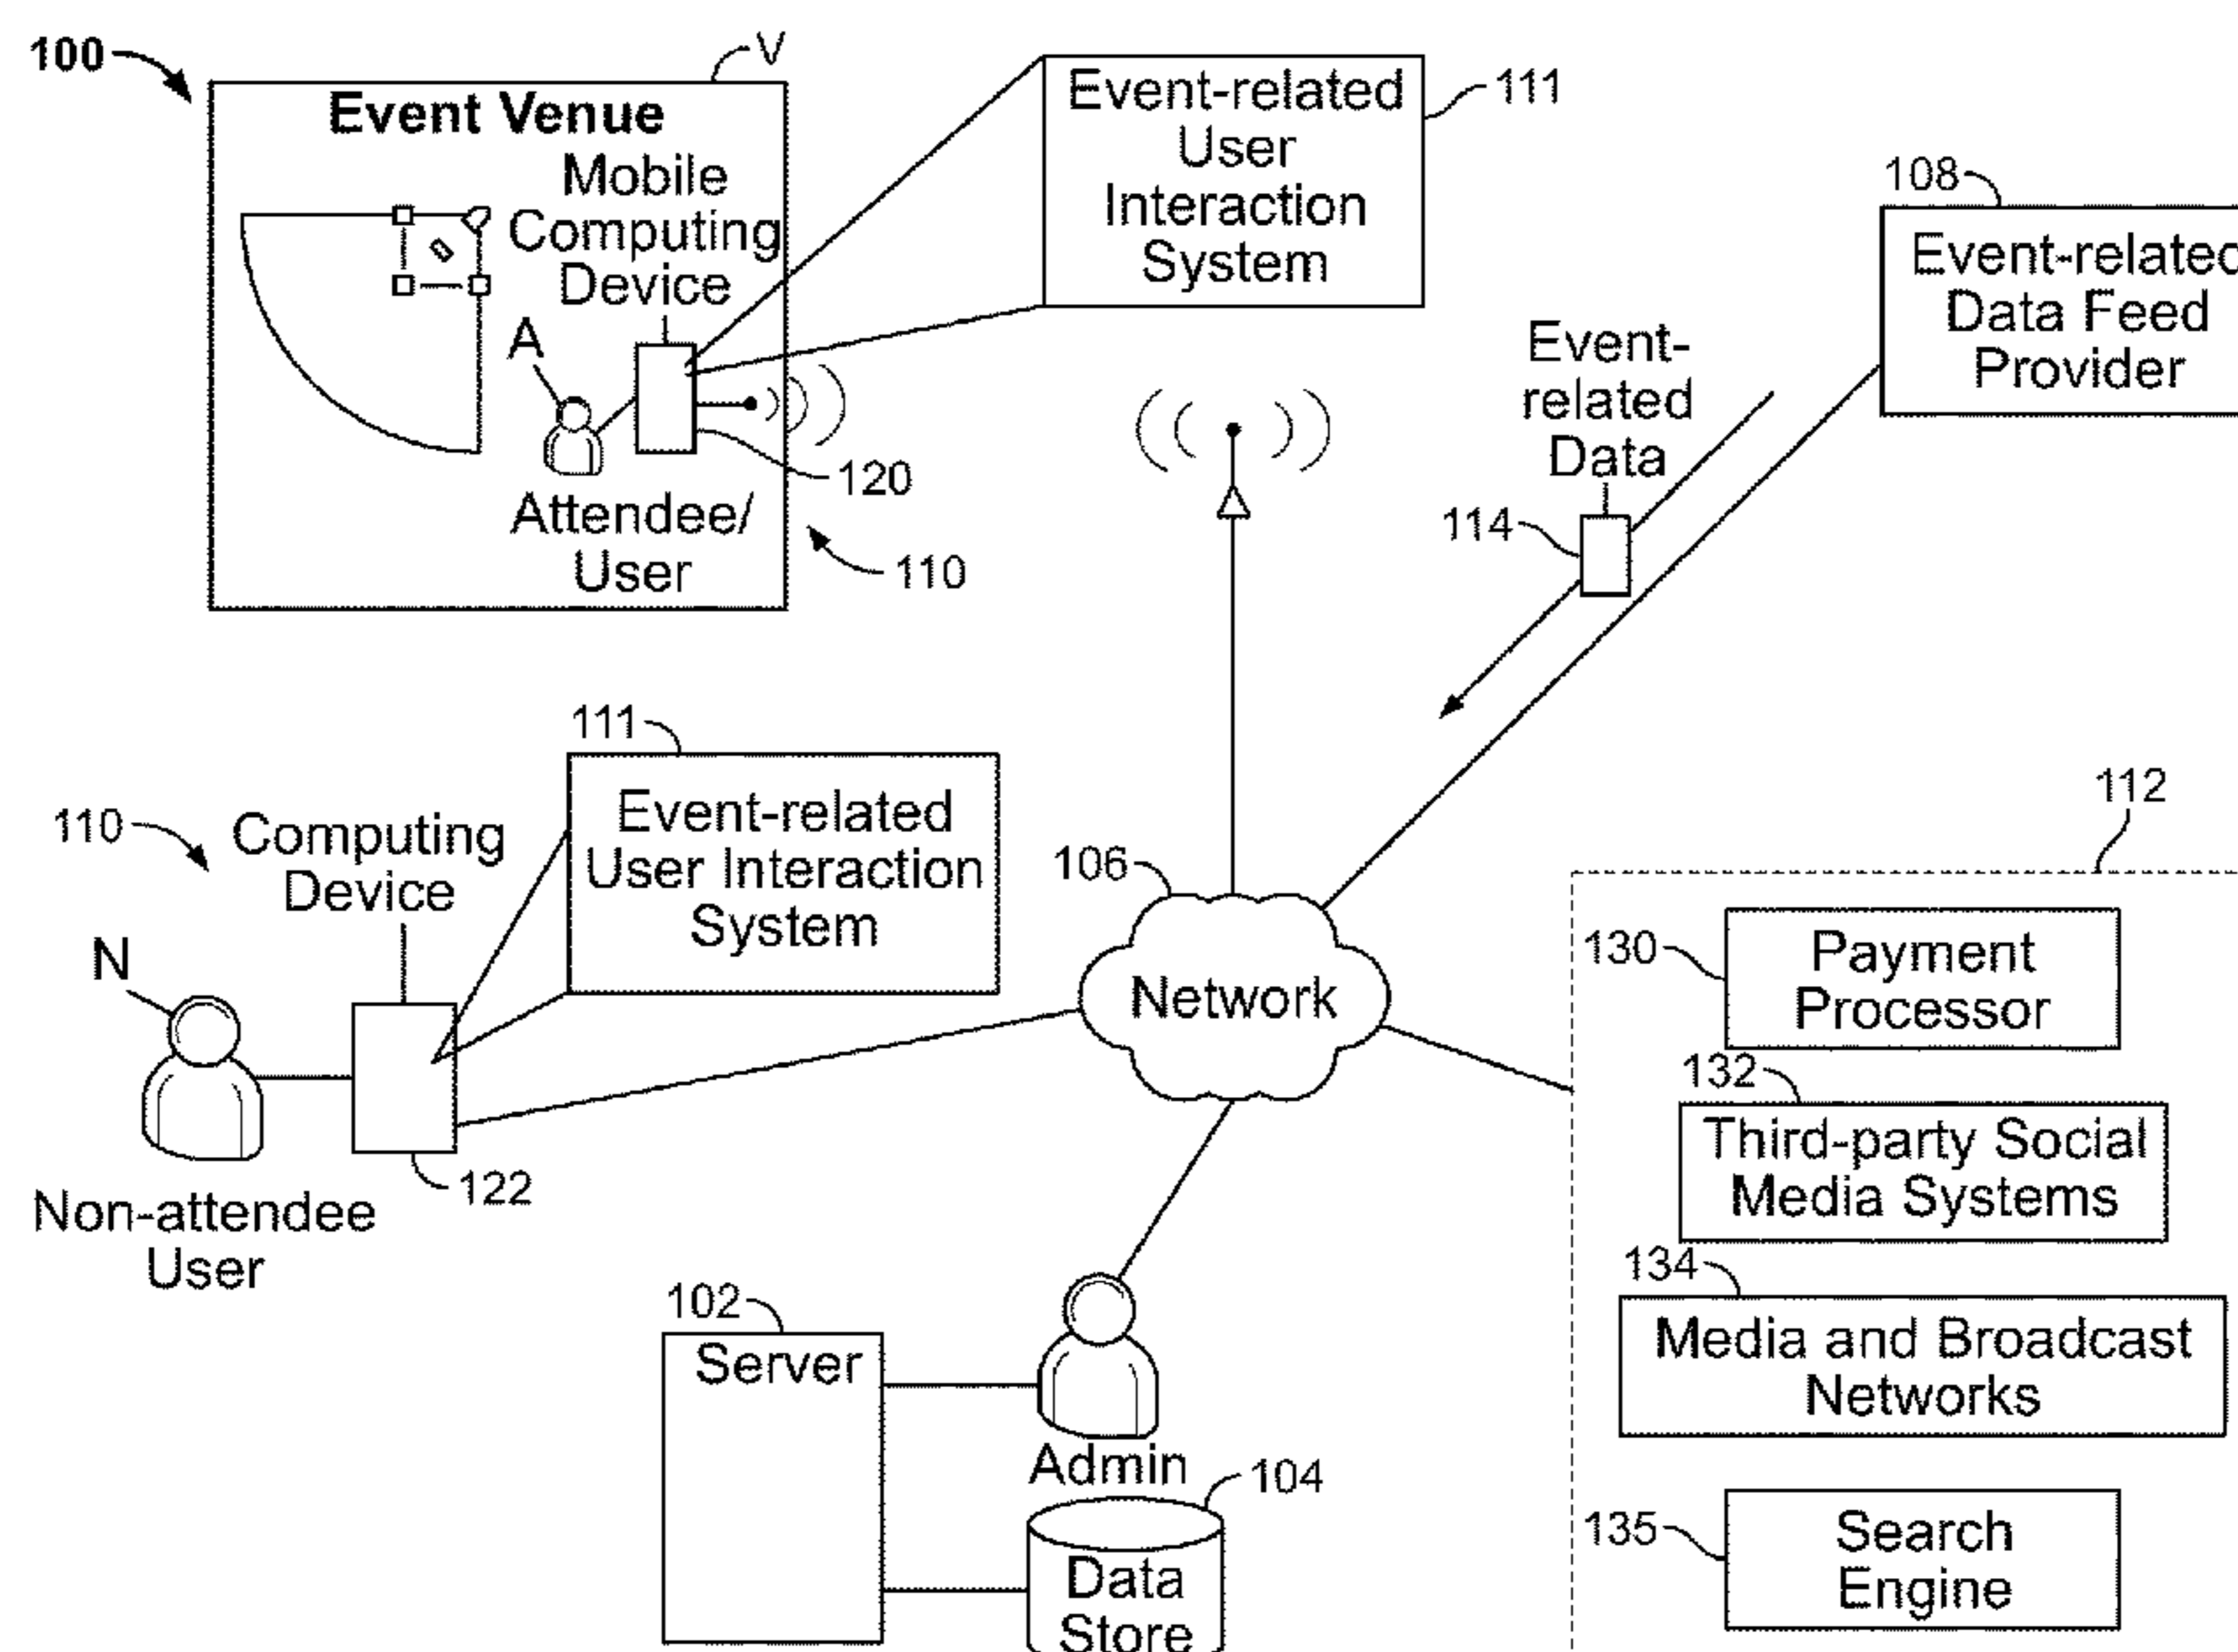 100
V
Event Venue
Mobile
Computing
Device
A
120
Attendee/
User
110
Event-related
User
Interaction
System
111
108
Event-related
Data Feed
Provider
Event-
related
Data
114
111
Event-related
User Interaction
System
110
Computing
Device
N
122
Non-attendee
User
106
Network
112
130
Payment
Processor
132
Third-party Social
Media Systems
134
Media and Broadcast
Networks
135
Search
Engine
102
Server
Admin
104
Data
Store